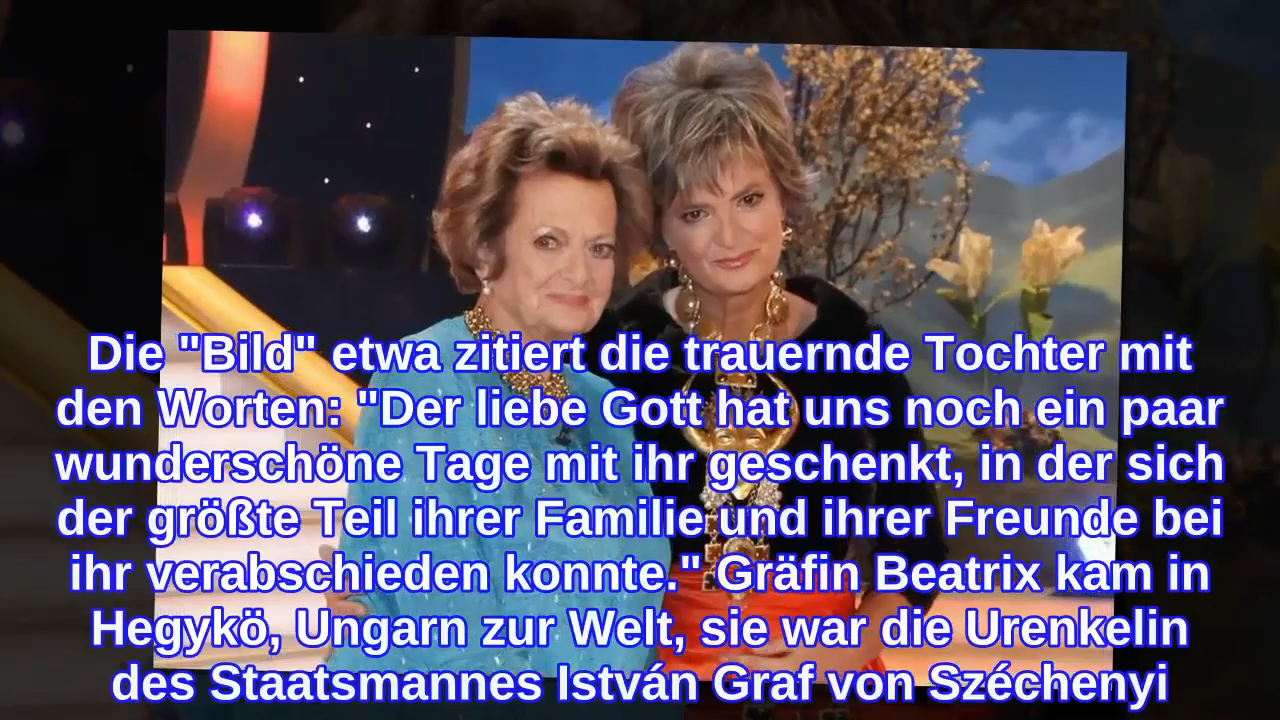 Die "Bild" etwa zitiert die trauernde Tochter mit
den Worten: "Der liebe Gott hat uns noch ein paar
wunderschöne Tage mit ihr geschenkt, in der sich
der größte Teil ihrer Familie und ihrer Freunde bei
ihr verabschieden konnte." Gräfin Beatrix kam in
Hegykö, Ungarn zur Welt, sie war die Urenkelin
des Staatsmannes István Graf von Széchenyi